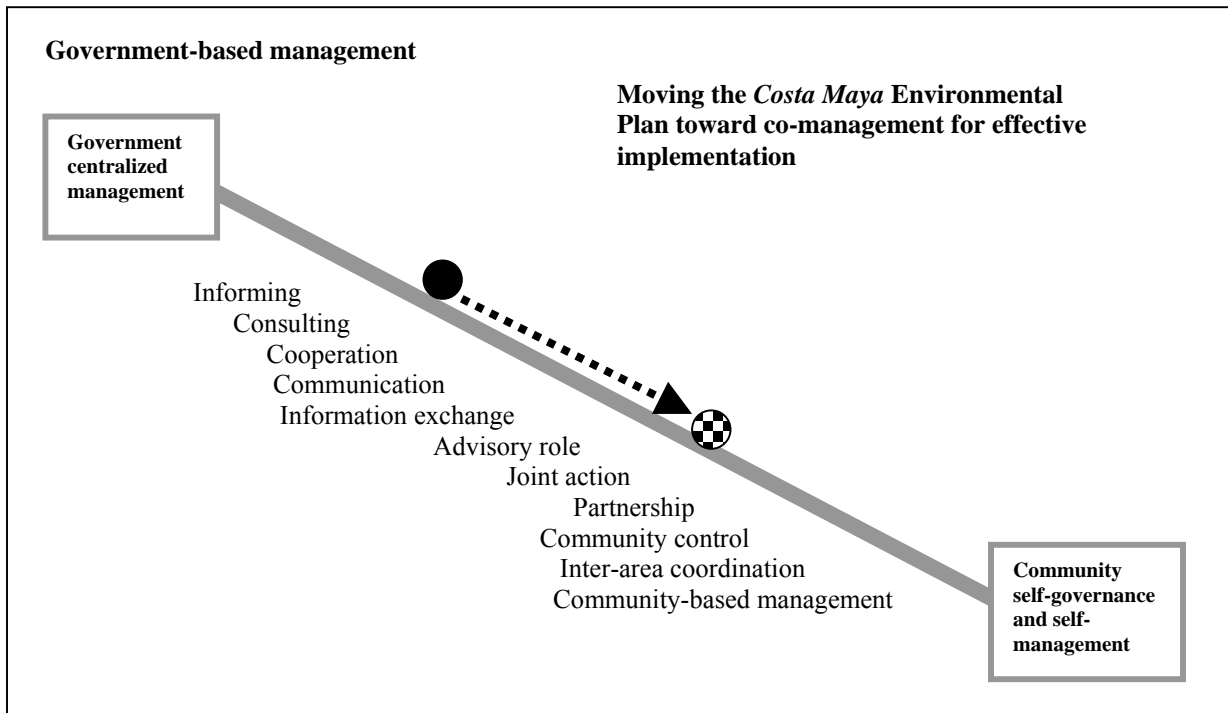 Government-based management
Moving the Costa Maya Environmental
Plan toward co-management for effective
implementation
Government
centralized
management
Informing
Consulting
Cooperation
Communication
Information exchange
Advisory role
Joint action
Partnership
Community control
Inter-area coordination
Community-based management
Community
self-governance
and self-
management